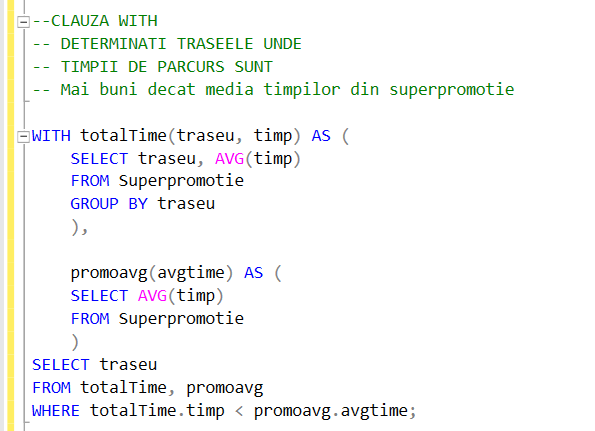 --CLAUZA WITH
-- DETERMINATI TRASEELE UNDE
-- TIMPII DE PARCURS SUNT
-- Mai buni decat media timpilor din superpromotie
WITH totalTime(traseu, timp) AS (
SELECT traseu, AVG(timp)
FROM Superpromotie
GROUP BY traseu
),
promoavg(avgtime) AS (
SELECT AVG(timp)
FROM Superpromotie
)
SELECT traseu
FROM totalTime, promoavg
WHERE totalTime.timp < promoavg.avgtime;